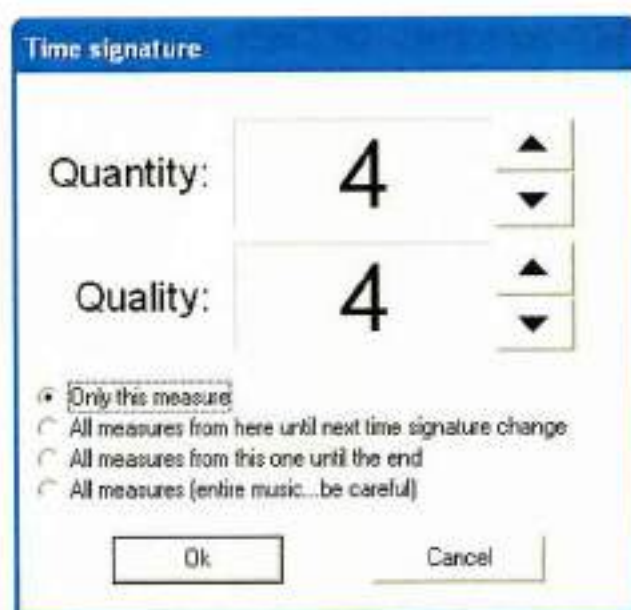 Time signature
Quantity: 4
Quality: 4
Only this measure
All measures from here until next time signature change
All measures from this one until the end
All measures (entire music...be careful)
Ok Cancel